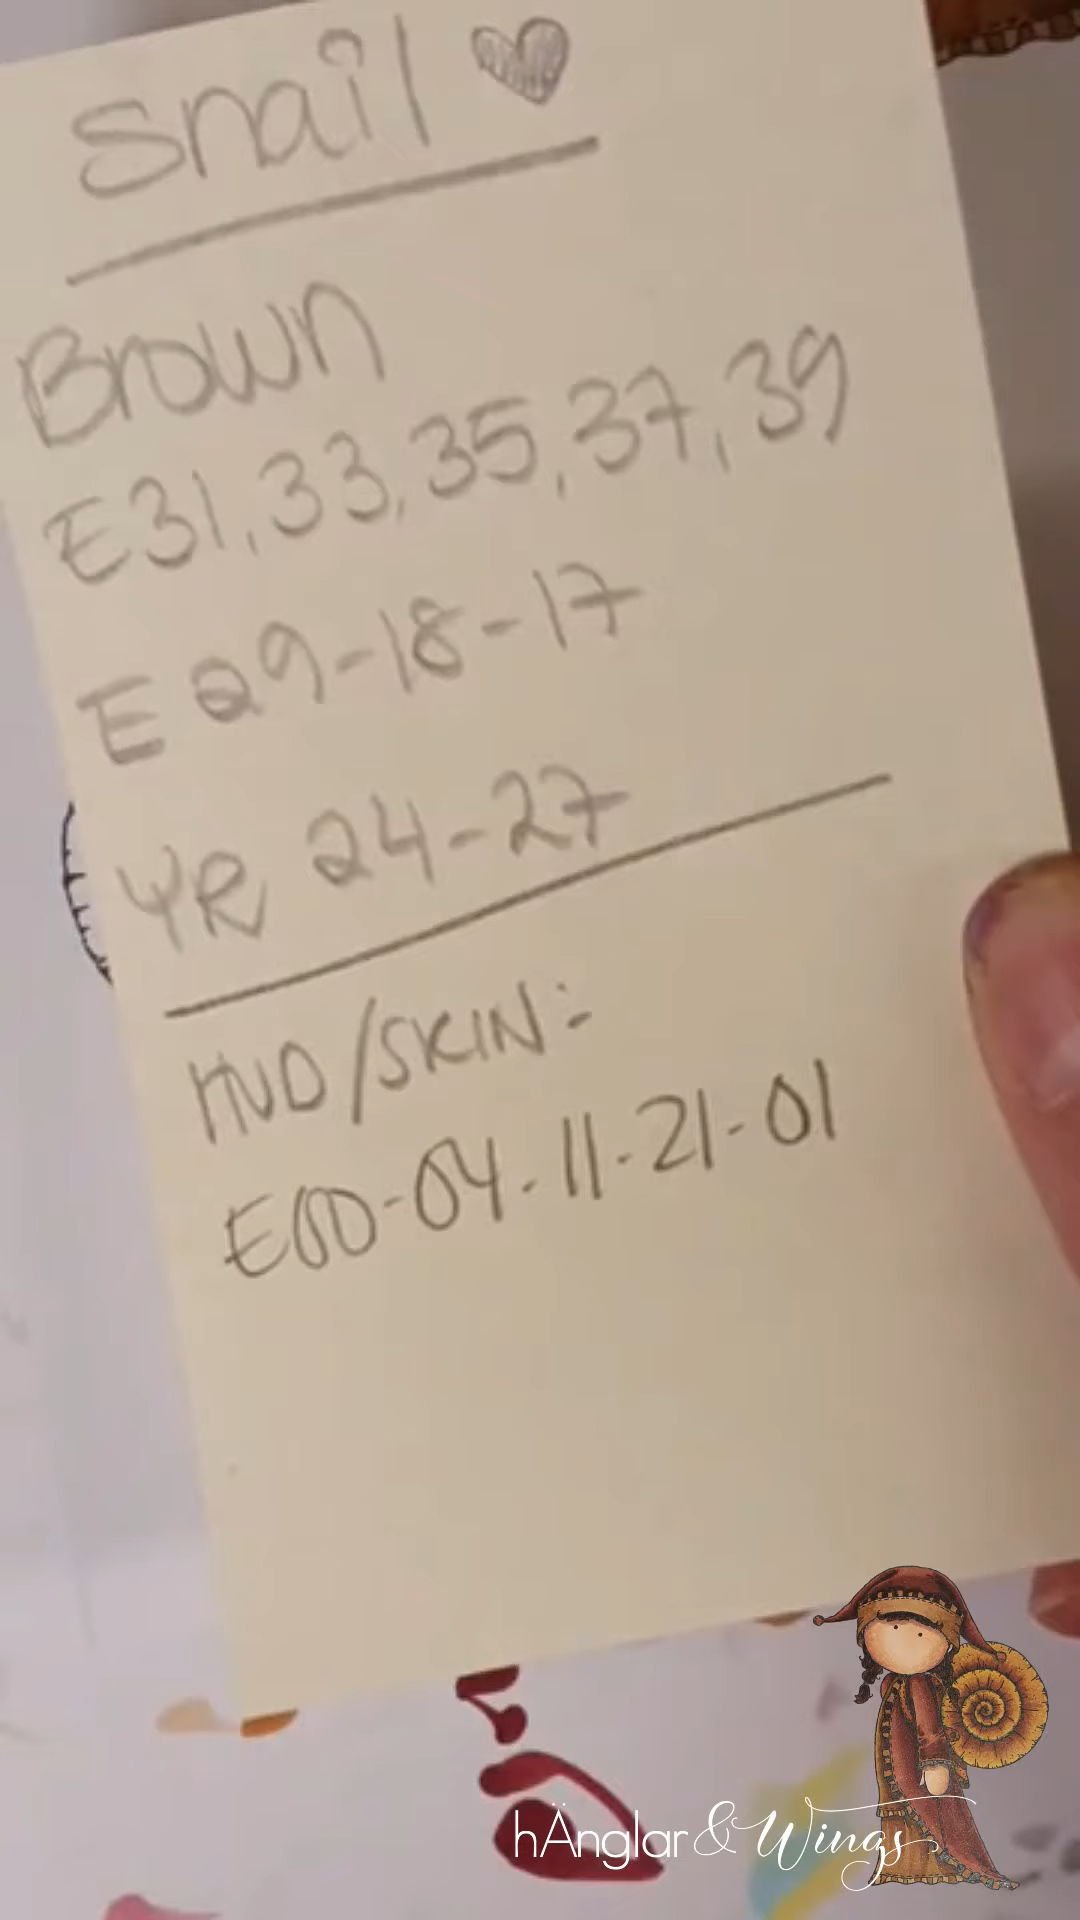 Snail
Brown
E31, 33, 35, 37, 39
E 29-18-17
YR 24-27
HUD/SKIN:-
E00-04-11-21-01
hÄnglar & Wings